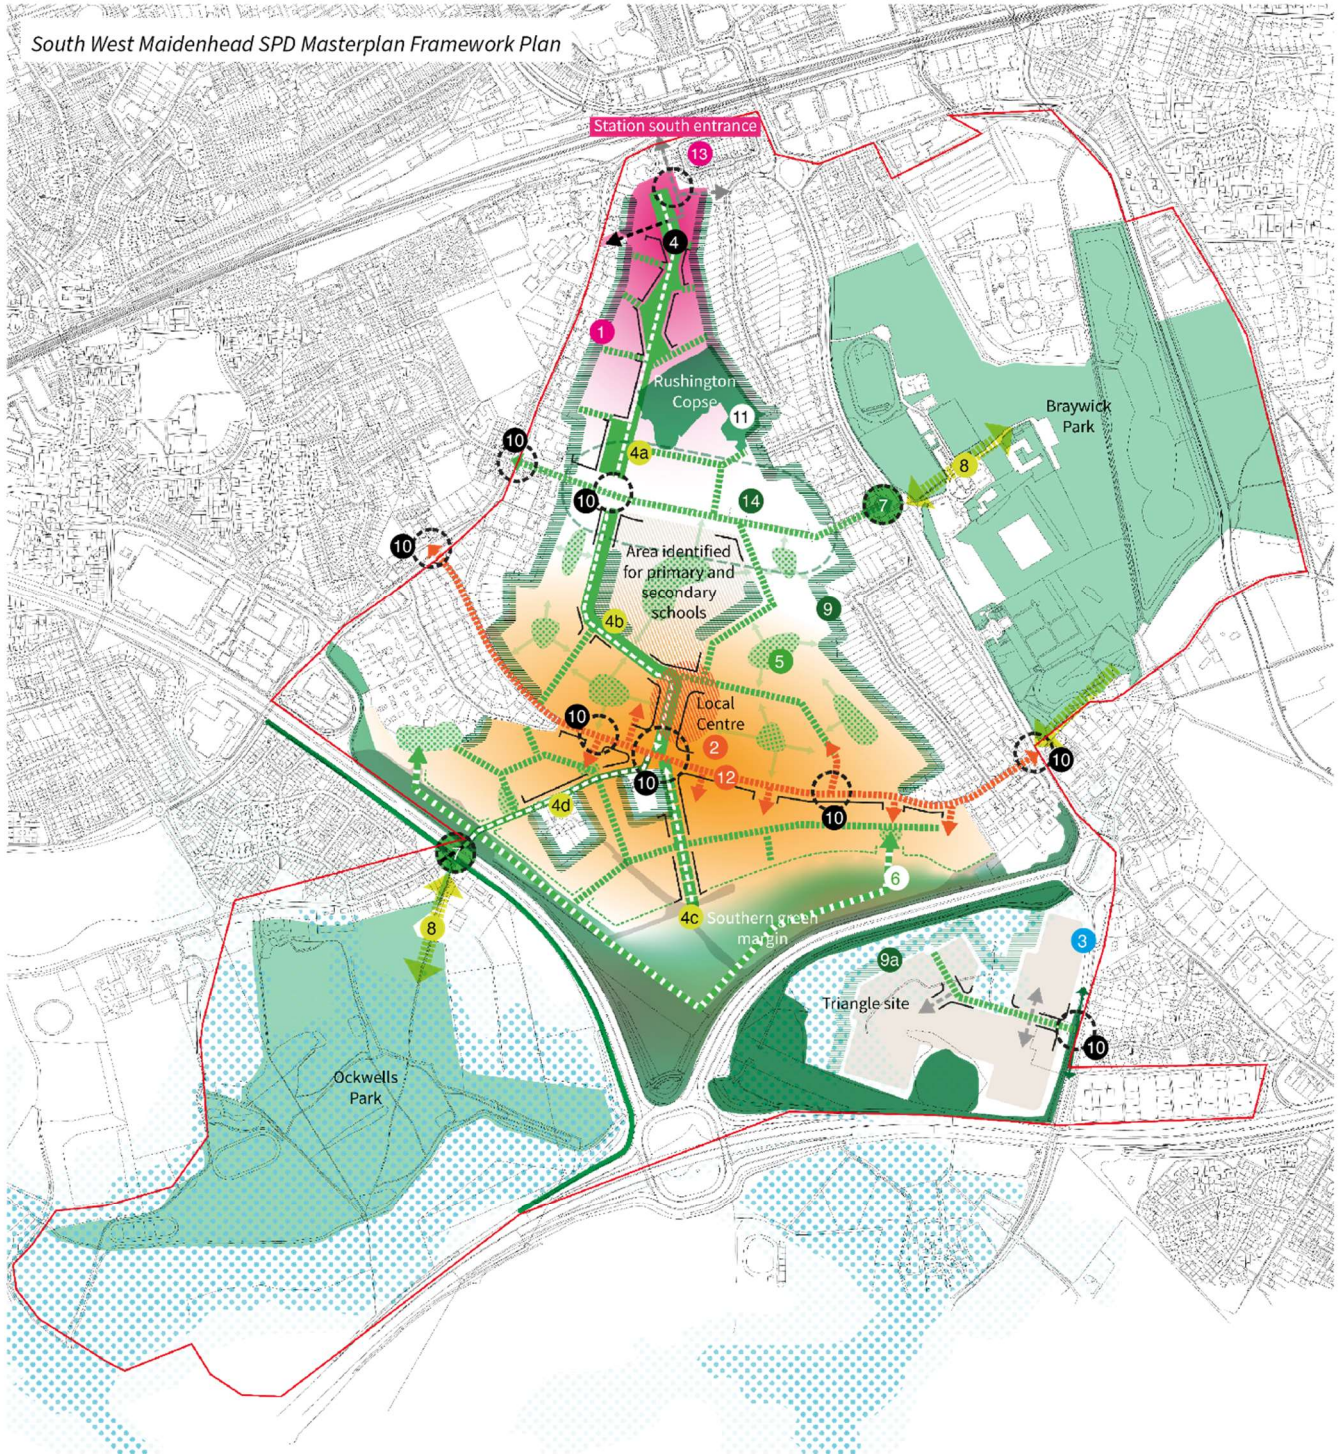 South West Maidenhead SPD Masterplan Framework Plan
Station south entrance
13
4
1
Rushington
Copse
11
Braywick
Park
10
4a
8
10
14
7
10
Area identified
for primary and
secondary
schools
9
4b
5
Local
Centre
10
2
10
12
10
4d
10
7
6
4c
Southern green
margin
8
3
9a
Triangle site
10
Ockwells
Park